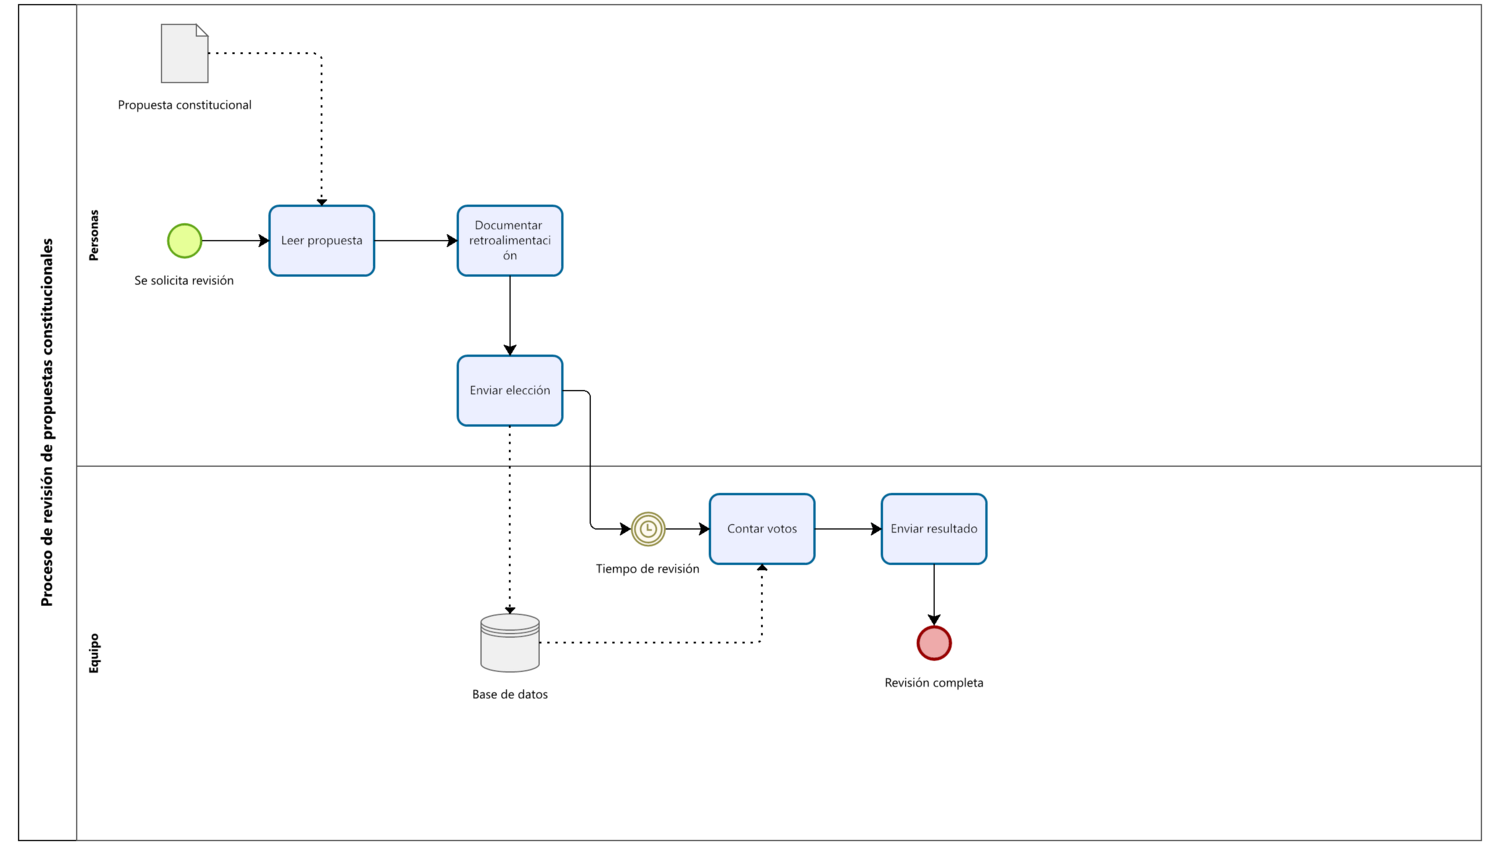 Proceso de revisión de propuestas constitucionales
Personas
Propuesta constitucional
Se solicita revisión
Leer propuesta
Documentar
retroalimentaci
ón
Enviar elección
Equipo
Tiempo de revisión
Contar votos
Enviar resultado
Base de datos
Revisión completa